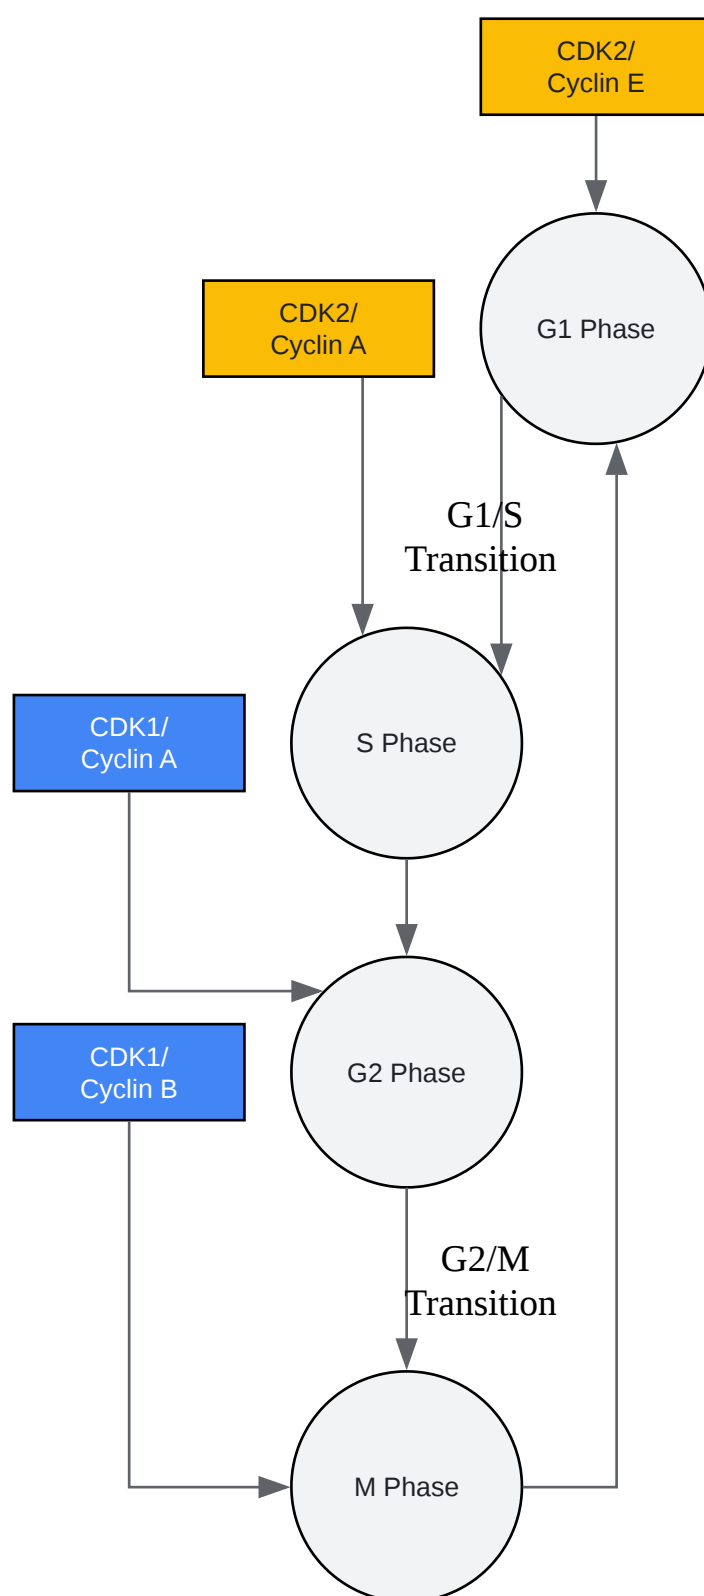 CDK2/
Cyclin E
G1 Phase
CDK2/
Cyclin A
G1/S
Transition
S Phase
CDK1/
Cyclin A
G2 Phase
CDK1/
Cyclin B
G2/M
Transition
M Phase